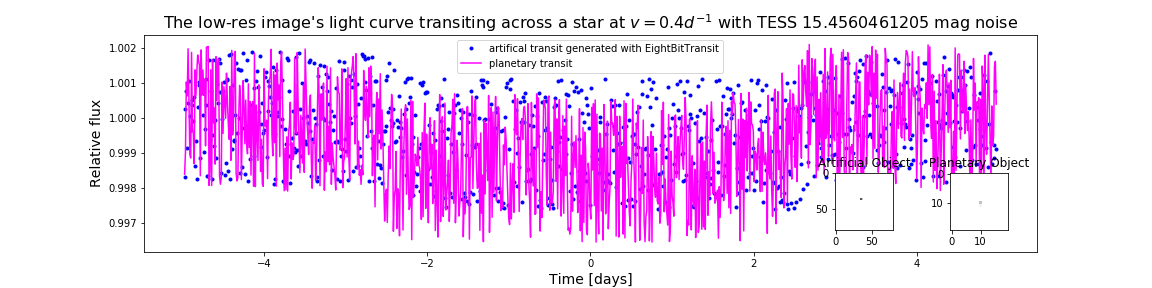 The low-res image's light curve transiting across a star at v = 0.4d⁻¹ with TESS 15.4560461205 mag noise
artifical transit generated with EightBitTransit
planetary transit
Relative flux
1.002
1.001
1.000
0.999
0.998
0.997
−4
−2
0
2
4
Time [days]
Artificial Object
0
50
0
50
Planetary Object
0
10
0
10